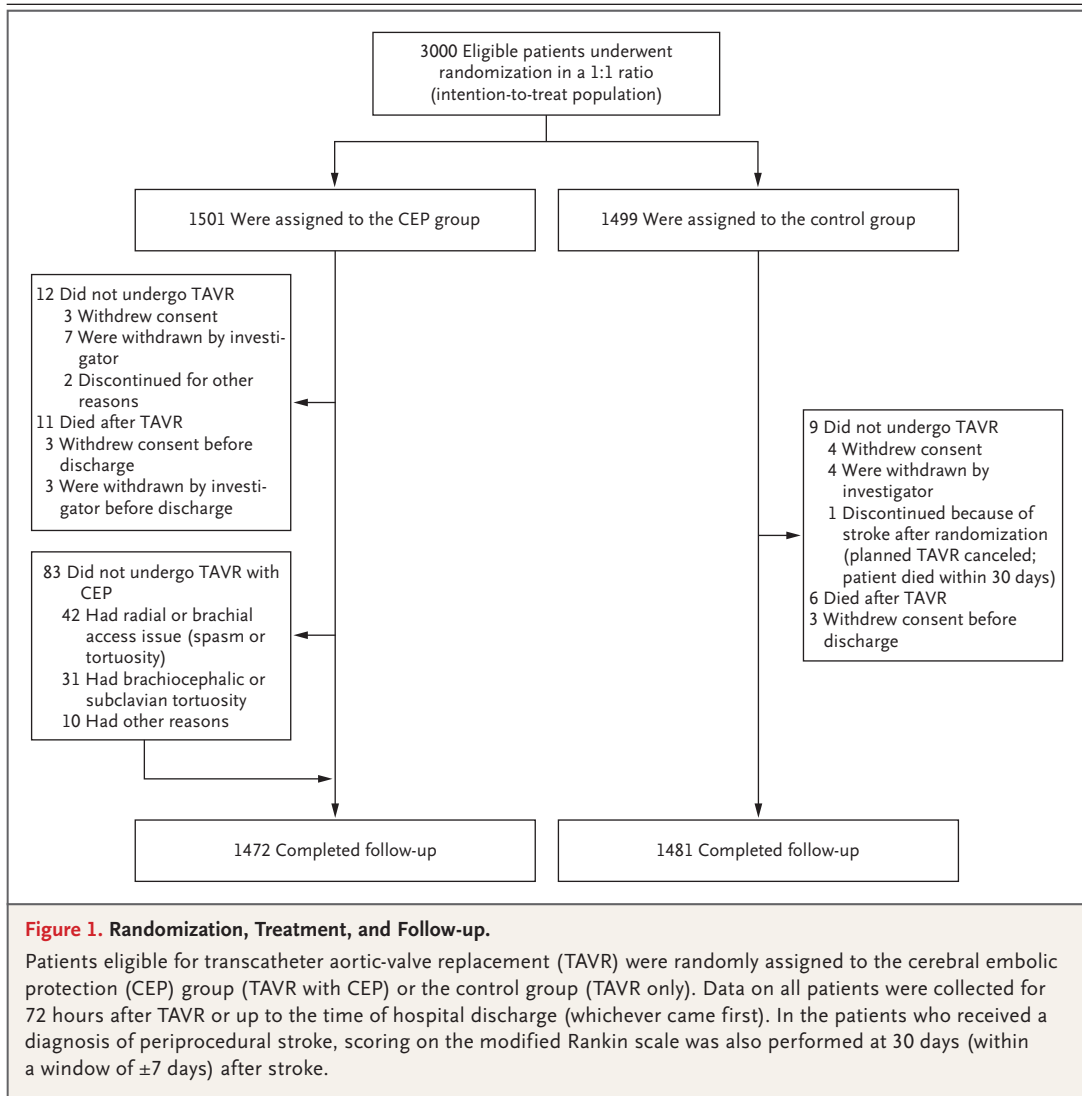 3000 Eligible patients underwent
randomization in a 1:1 ratio
(intention-to-treat population)
1501 Were assigned to the CEP group
1499 Were assigned to the control group
12 Did not undergo TAVR
3 Withdrew consent
7 Were withdrawn by investi-
gator
2 Discontinued for other
reasons
11 Died after TAVR
3 Withdrew consent before
discharge
3 Were withdrawn by investi-
gator before discharge
9 Did not undergo TAVR
4 Withdrew consent
4 Were withdrawn by
investigator
1 Discontinued because of
stroke after randomization
(planned TAVR canceled;
patient died within 30 days)
6 Died after TAVR
3 Withdrew consent before
discharge
83 Did not undergo TAVR with
CEP
42 Had radial or brachial
access issue (spasm or
tortuosity)
31 Had brachiocephalic or
subclavian tortuosity
10 Had other reasons
1472 Completed follow-up
1481 Completed follow-up
Figure 1. Randomization, Treatment, and Follow-up.
Patients eligible for transcatheter aortic-valve replacement (TAVR) were randomly assigned to the cerebral embolic
protection (CEP) group (TAVR with CEP) or the control group (TAVR only). Data on all patients were collected for
72 hours after TAVR or up to the time of hospital discharge (whichever came first). In the patients who received a
diagnosis of periprocedural stroke, scoring on the modified Rankin scale was also performed at 30 days (within
a window of ±7 days) after stroke.